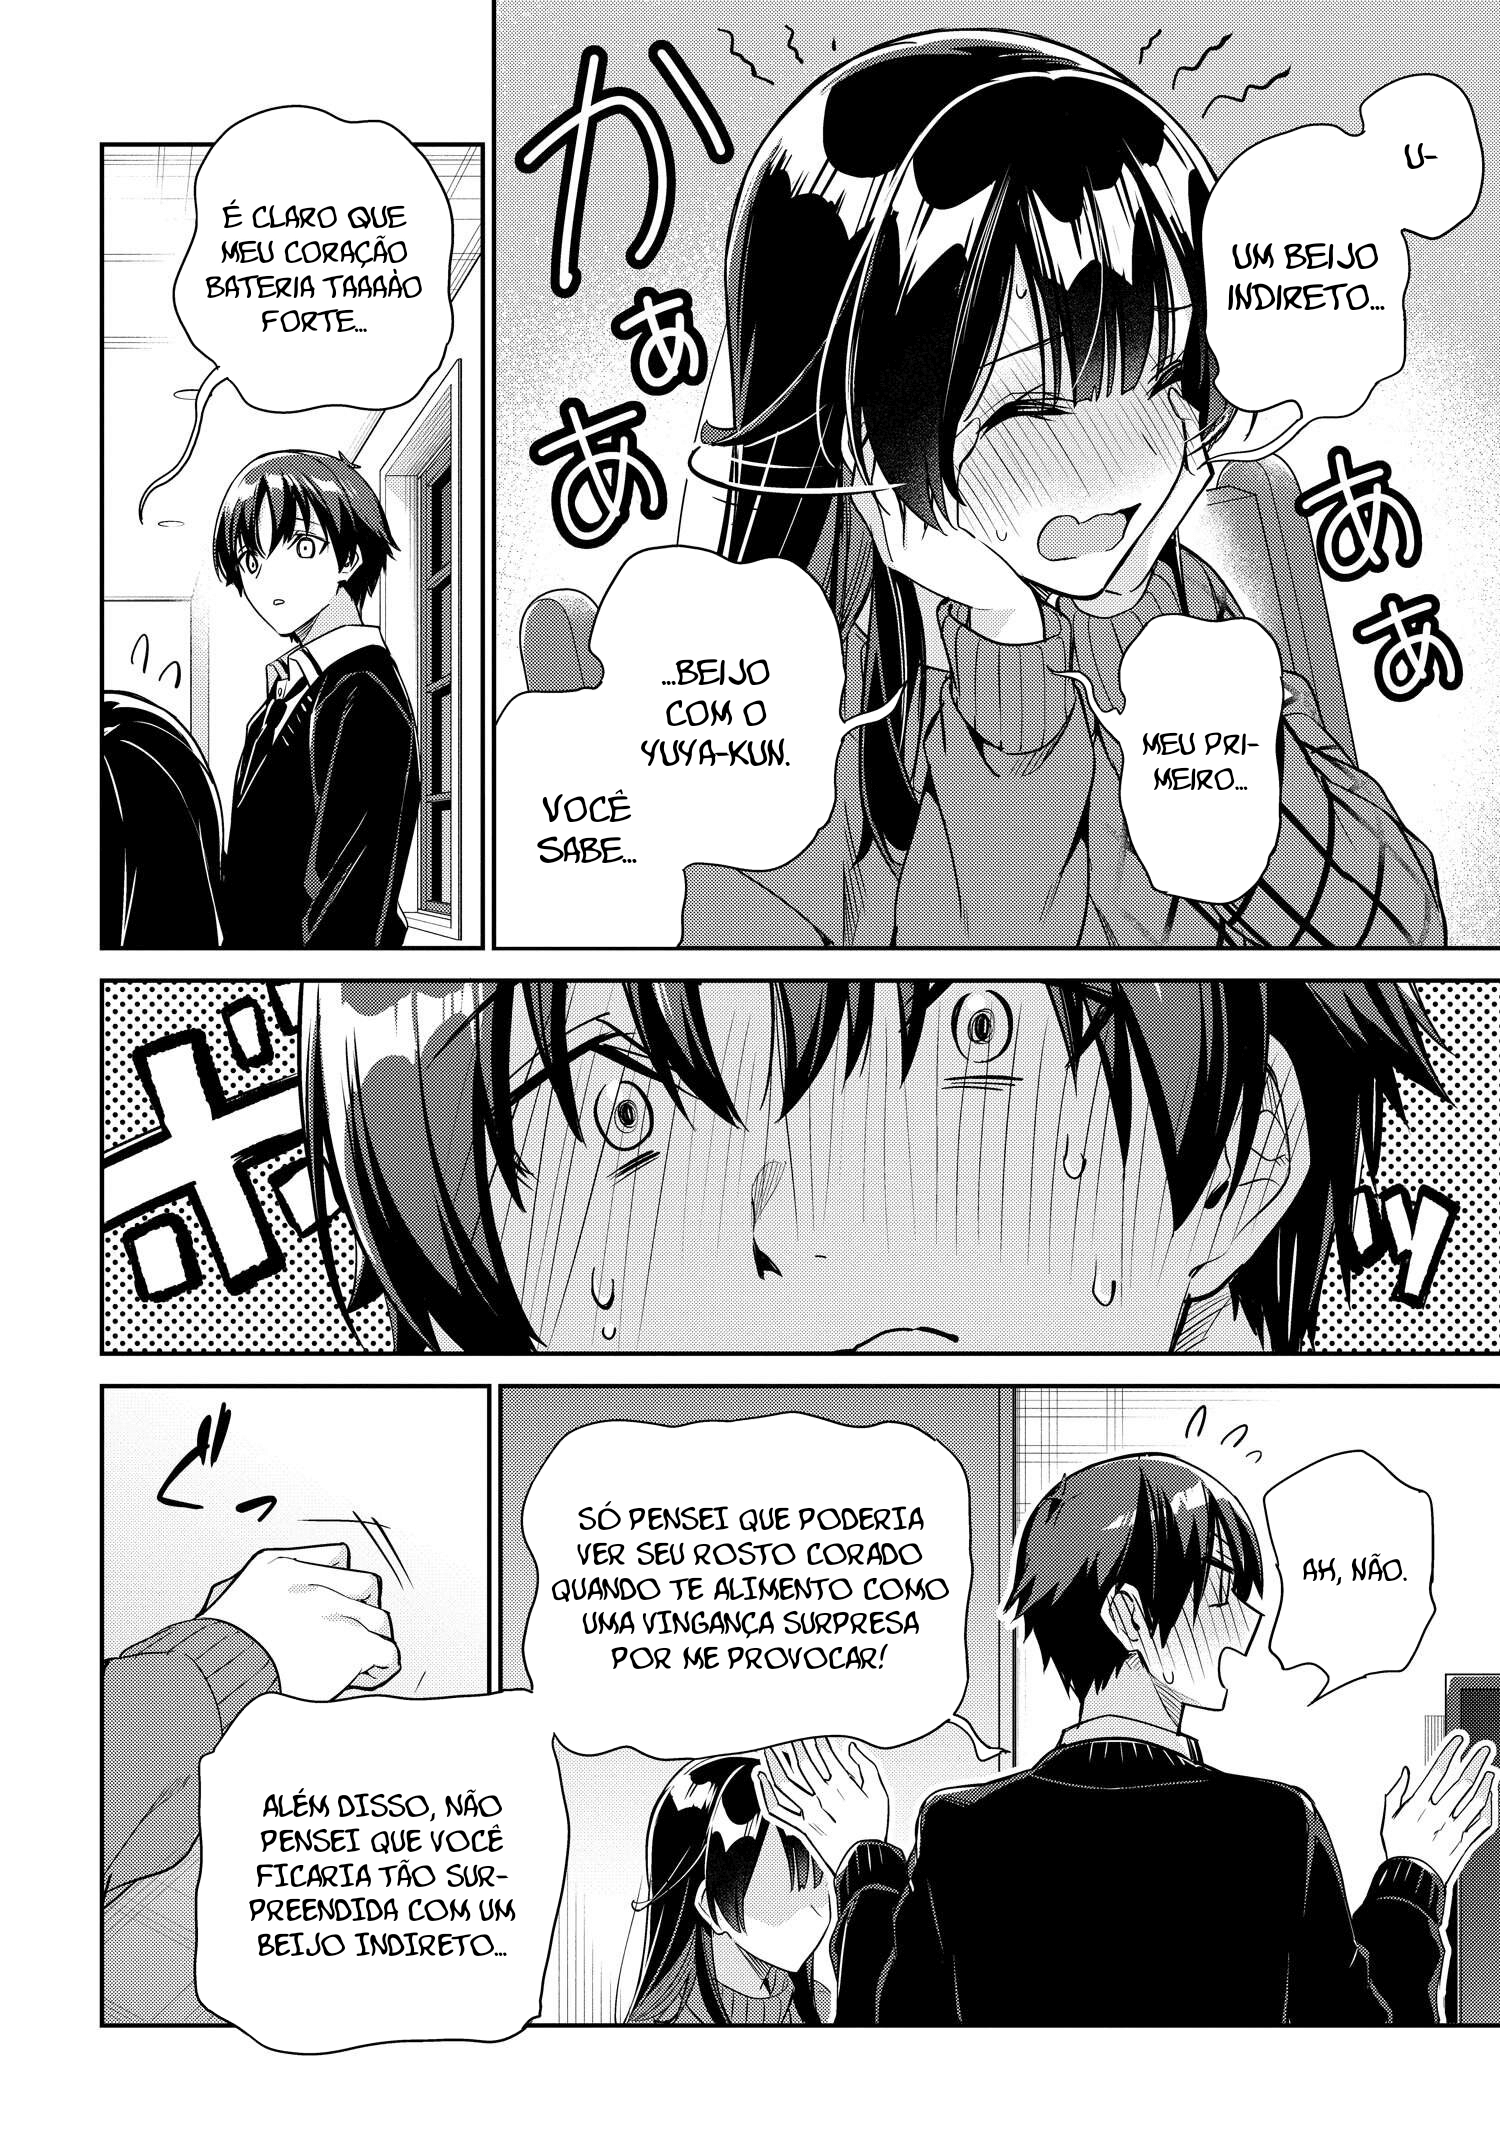 U-
UM BEIJO
INDIRETO...
MEU PRI-
MEIRO...
...BEIJO
COM O
YUYA-KUN.
VOCÊ
SABE...
かぁぁ
ああ
É CLARO QUE
MEU CORAÇÃO
BATERIA TAAAÀO
FORTE...
AH, NÃO.
SÓ PENSEI QUE PODERIA
VER SEU ROSTO CORADO
QUANDO TE ALIMENTO COMO
UMA VINGANÇA SURPRESA
POR ME PROVOCAR!
ALÉM DISSO, NÃO
PENSEI QUE VOCÊ
FICARIA TÃO SUR-
PREENDIDA COM UM
BEIJO INDIRETO...